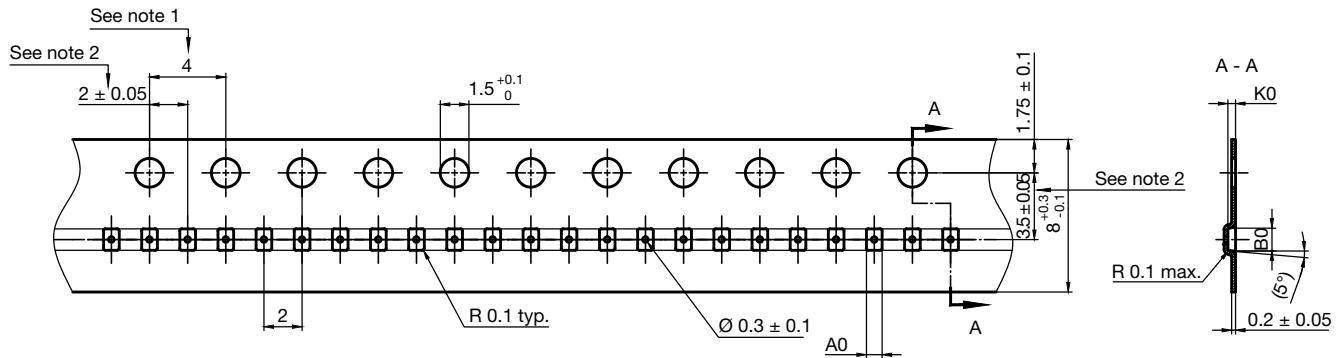 See note 1
See note 2
4
2 ± 0.05
1.5 +0.1 0
A
1.75 ± 0.1
3.5 ±0.05
8 +0.3 -0.1
See note 2
A - A
K0
B0
R 0.1 max.
(5°)
0.2 ± 0.05
2
R 0.1 typ.
Ø 0.3 ± 0.1
A0
A